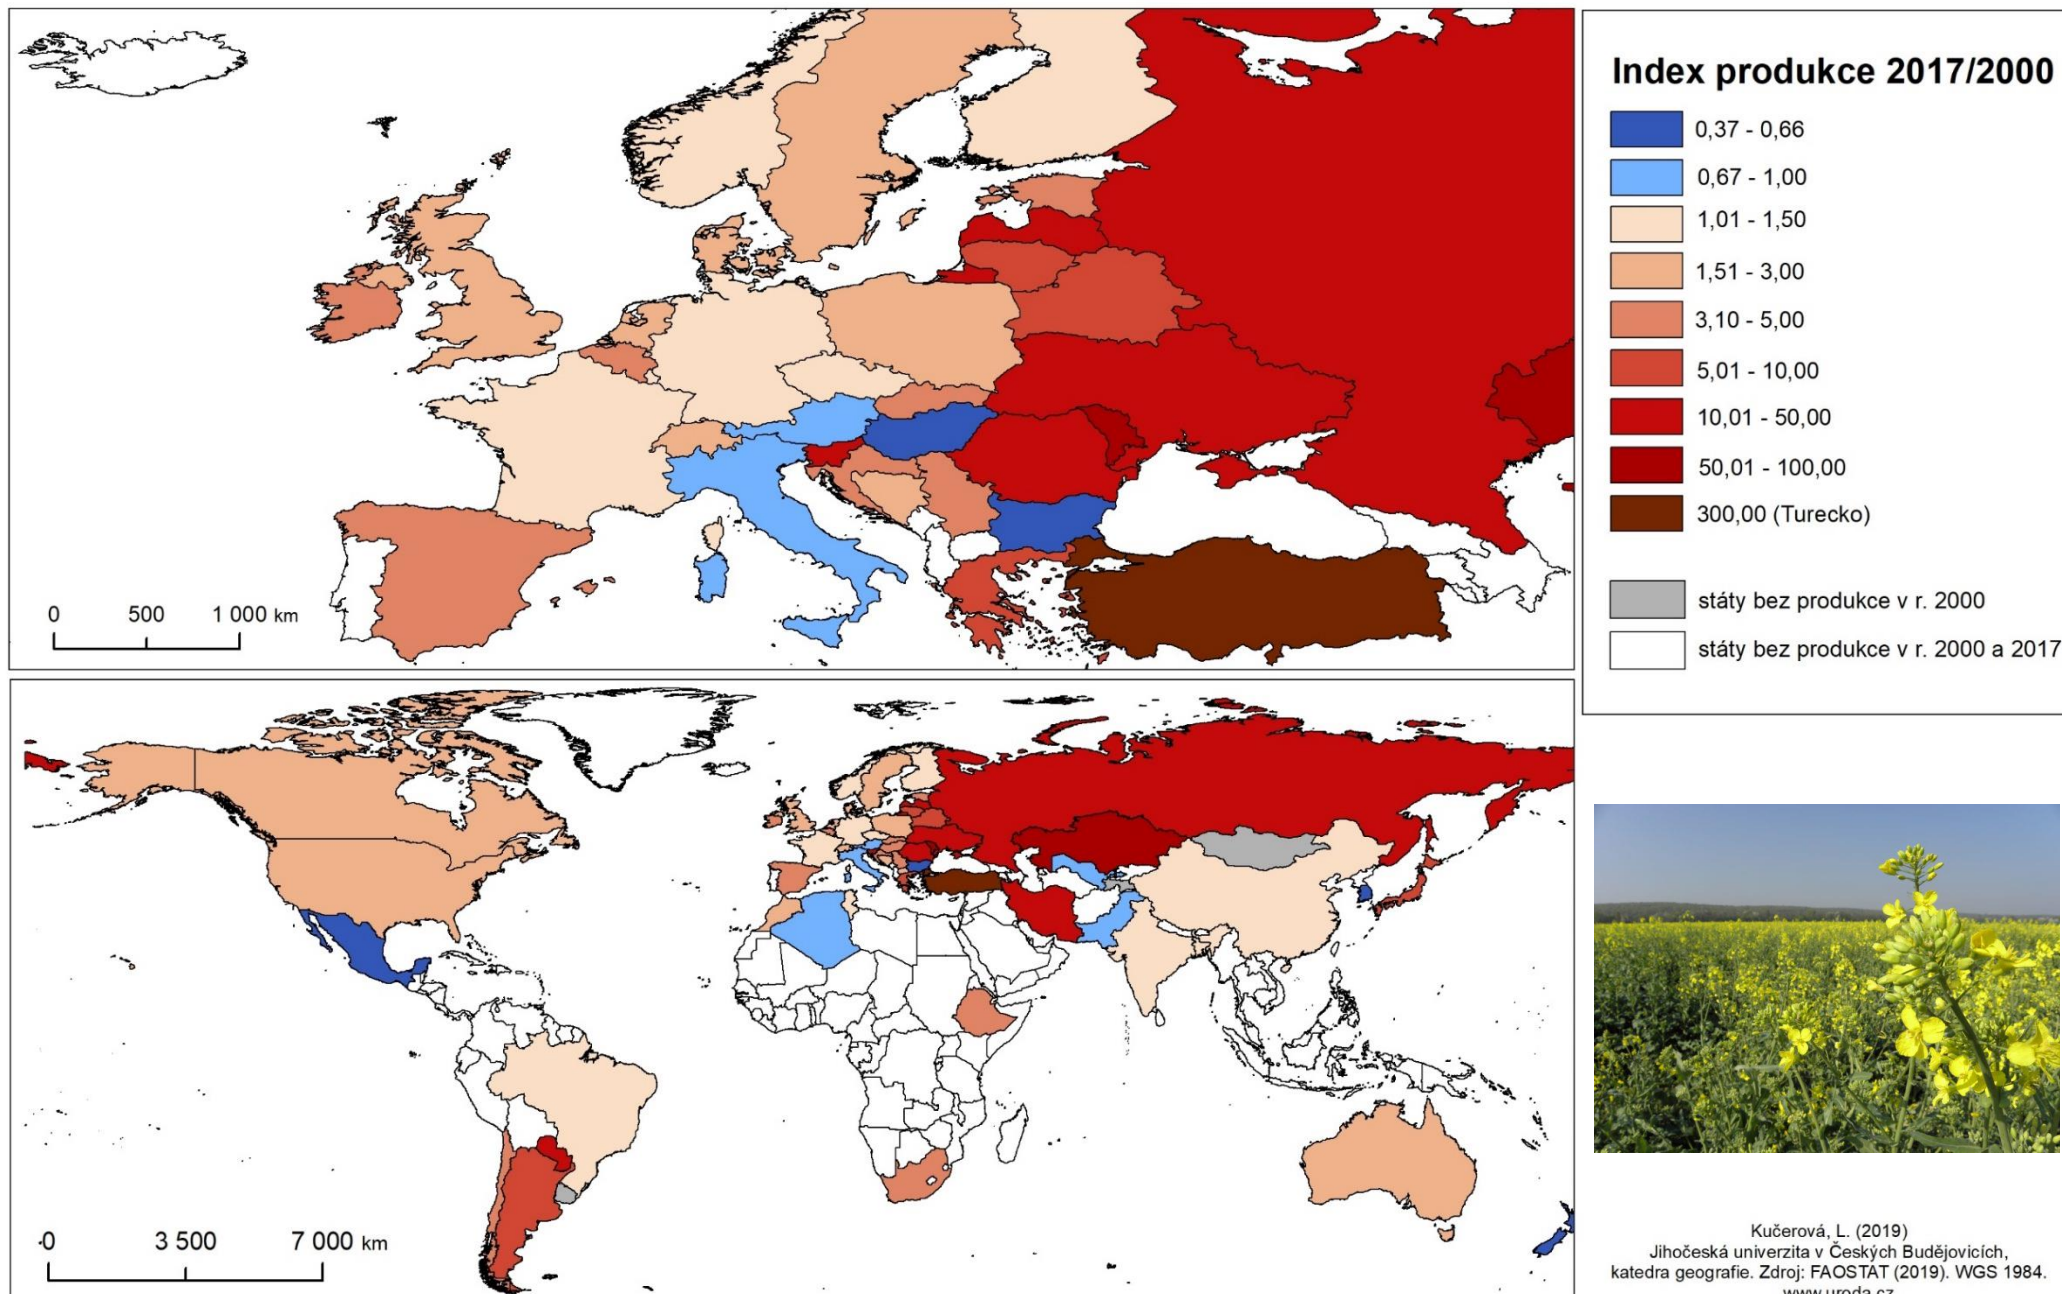 Index produkce 2017/2000
0,37 - 0,66
0,67 - 1,00
1,01 - 1,50
1,51 - 3,00
3,10 - 5,00
5,01 - 10,00
10,01 - 50,00
50,01 - 100,00
300,00 (Turecko)
státy bez produkce v r. 2000
státy bez produkce v r. 2000 a 2017
0 500 1 000 km
0 3 500 7 000 km
Kučerová, L. (2019)
Jihočeská univerzita v Českých Budějovicích,
katedra geografie. Zdroj: FAOSTAT (2019). WGS 1984.
www.uroda.cz